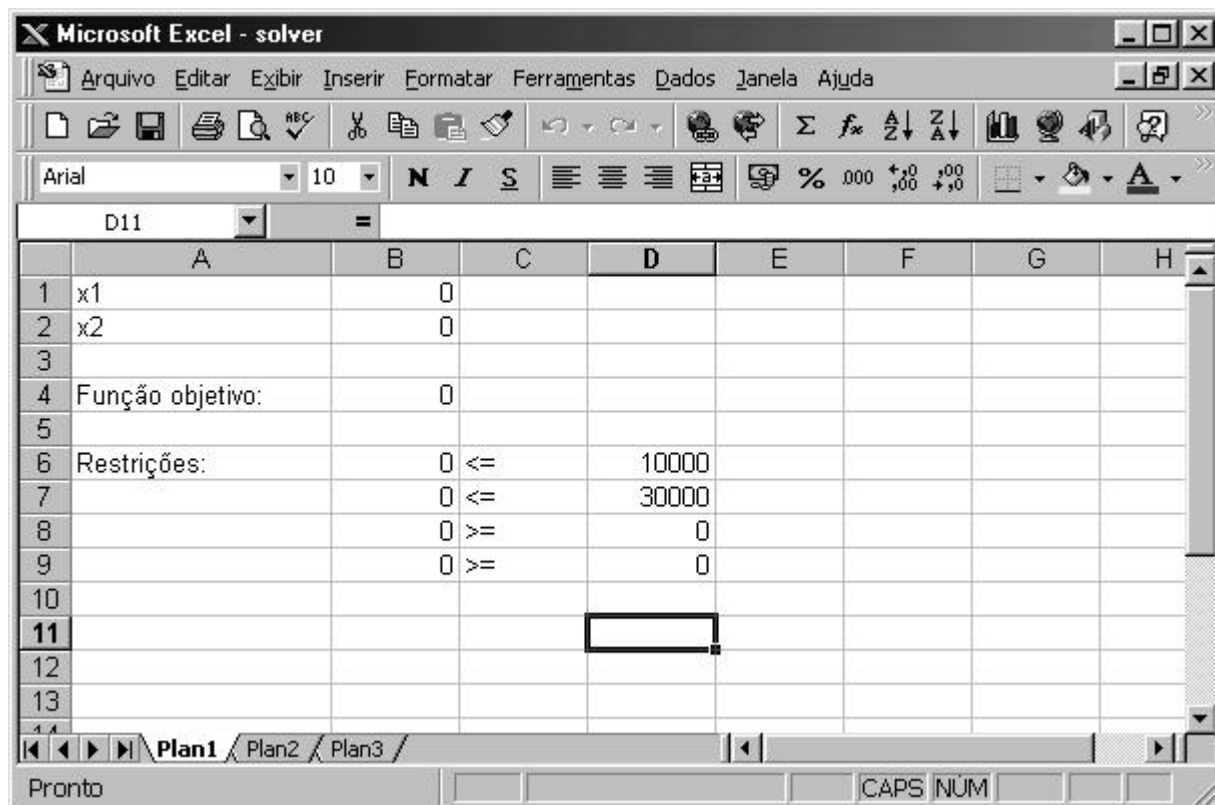 Microsoft Excel - solver
Arquivo Editar Exibir Inserir Formatar Ferramentas Dados Janela Ajuda
Arial 10 N I S % 000
D11 =
A B C D E F G H
1 x1 0
2 x2 0
3
4 Função objetivo: 0
5
6 Restrições: 0 <= 10000
7 0 <= 30000
8 0 >= 0
9 0 >= 0
10
11
12
13
Plan1 Plan2 Plan3
Pronto CAPS NÚM